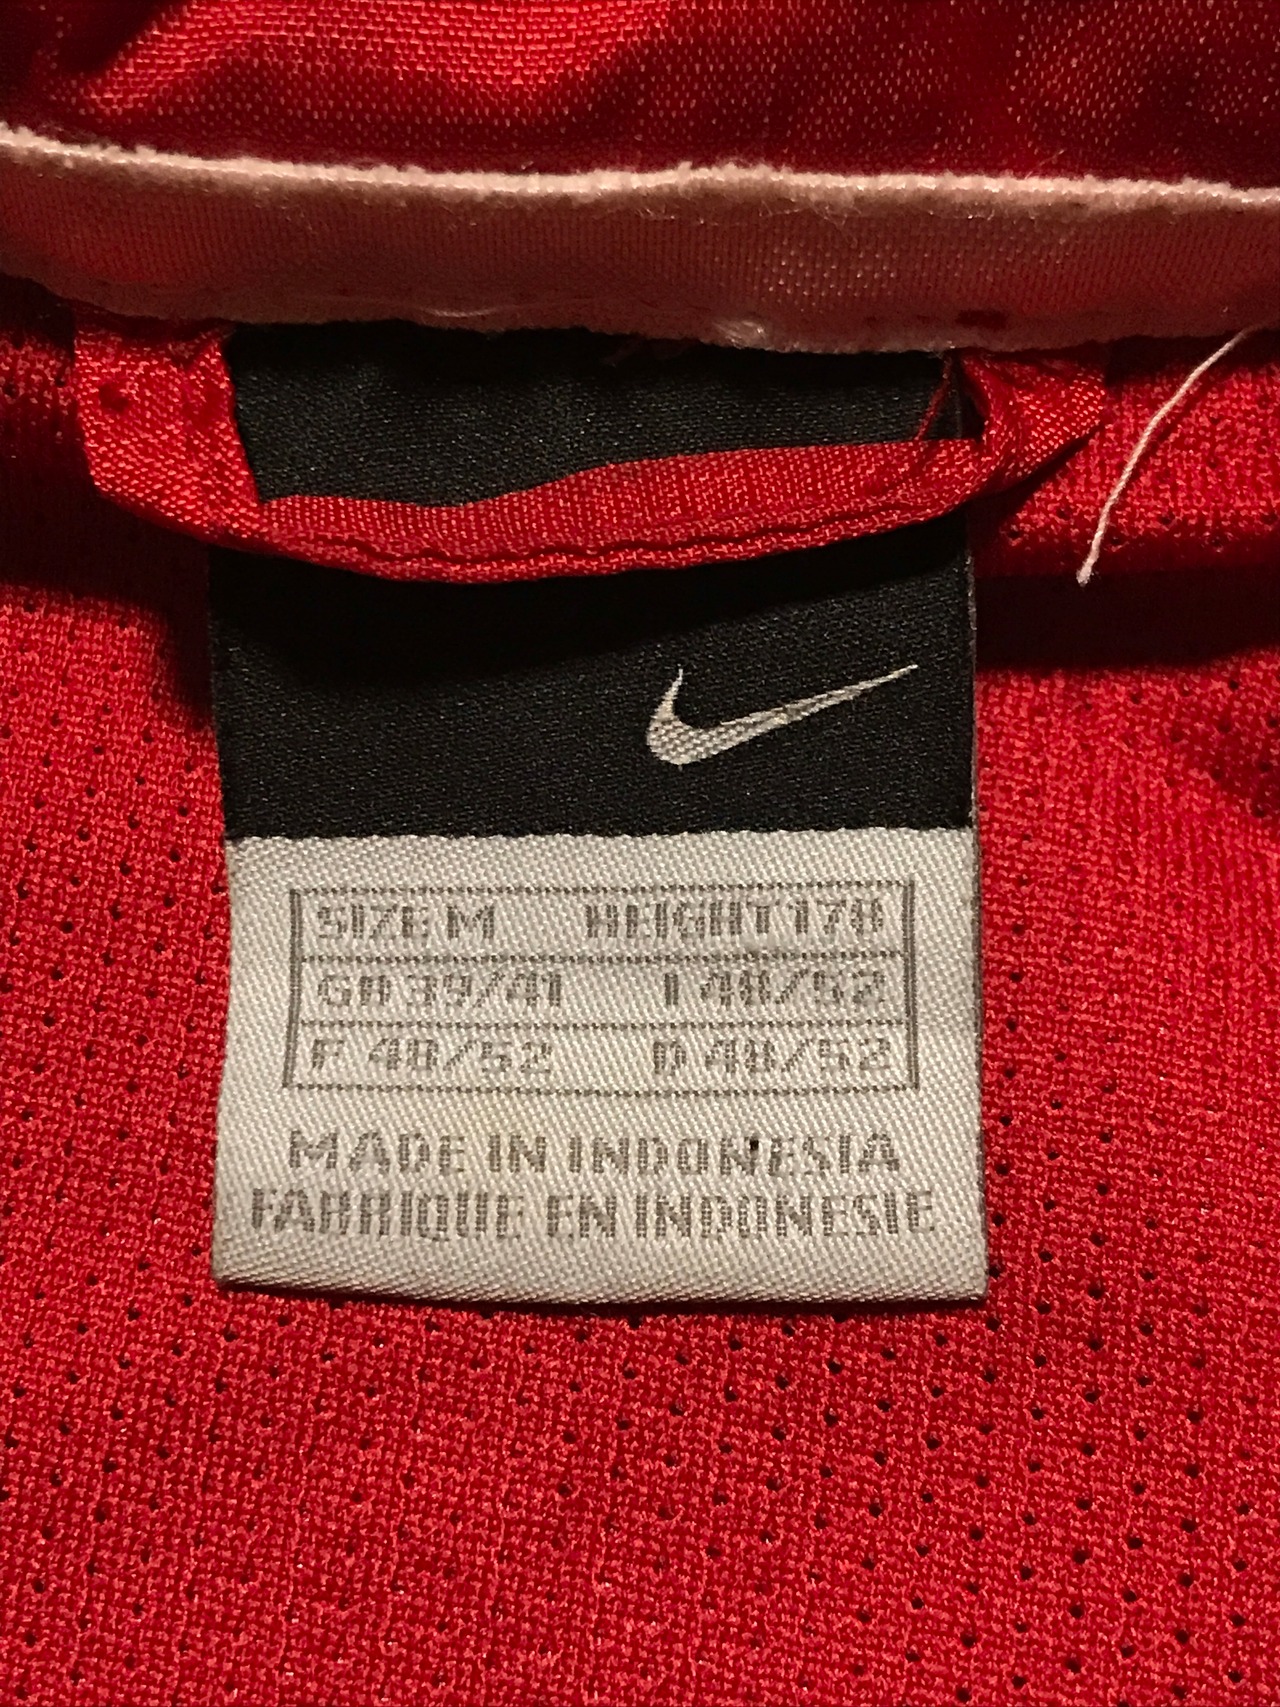 SIZE M HEIGHT 178
GB 39/41 I 48/52
F 48/52 D 48/52
MADE IN INDONESIA
FABRIQUE EN INDONESIE